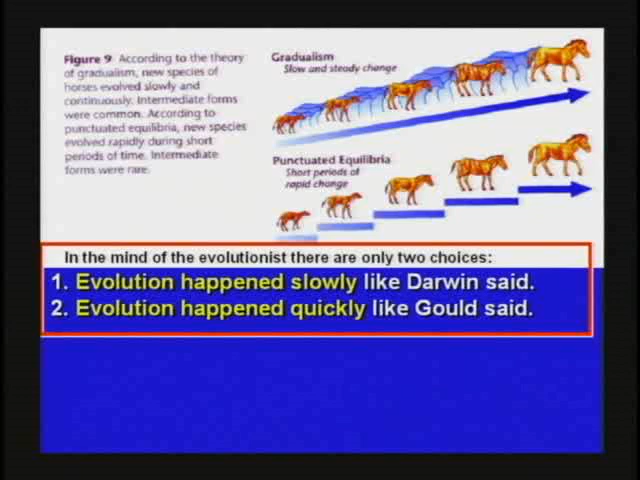 Figure 9 According to the theory
of gradualism, new species of
horses evolved slowly and
continuously. Intermediate forms
were common. According to
punctuated equilibria, new species
evolved rapidly during short
periods of time. Intermediate
forms were rare.
Gradualism
Slow and steady change
Punctuated Equilibria
Short periods of
rapid change
In the mind of the evolutionist there are only two choices:
1. Evolution happened slowly like Darwin said.
2. Evolution happened quickly like Gould said.